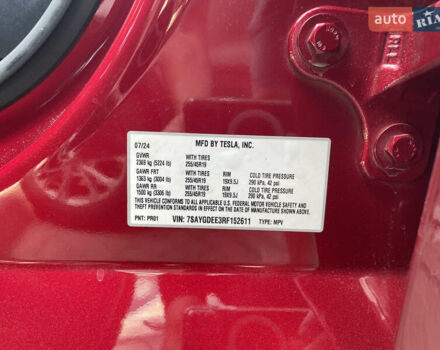 auto RIA
07/24 MFD BY TESLA, INC.
GVWR WITH TIRES
2369 kg (5224 lb) 255/45R19
GAWR FRT WITH TIRES RIM COLD TIRE PRESSURE
1363 kg (3004 lb) 255/45R19 19X9.5J 290 kPa, 42 psi
GAWR RR WITH TIRES RIM COLD TIRE PRESSURE
1500 kg (3306 lb) 255/45R19 19X9.5J 290 kPa, 42 psi
THIS VEHICLE CONFORMS TO ALL APPLICABLE U.S. FEDERAL MOTOR VEHICLE SAFETY AND
THEFT PREVENTION STANDARDS IN EFFECT ON THE DATE OF MANUFACTURE SHOWN ABOVE.
PNT: PR01 VIN: 7SAYGDEE3RF152611 TYPE: MPV